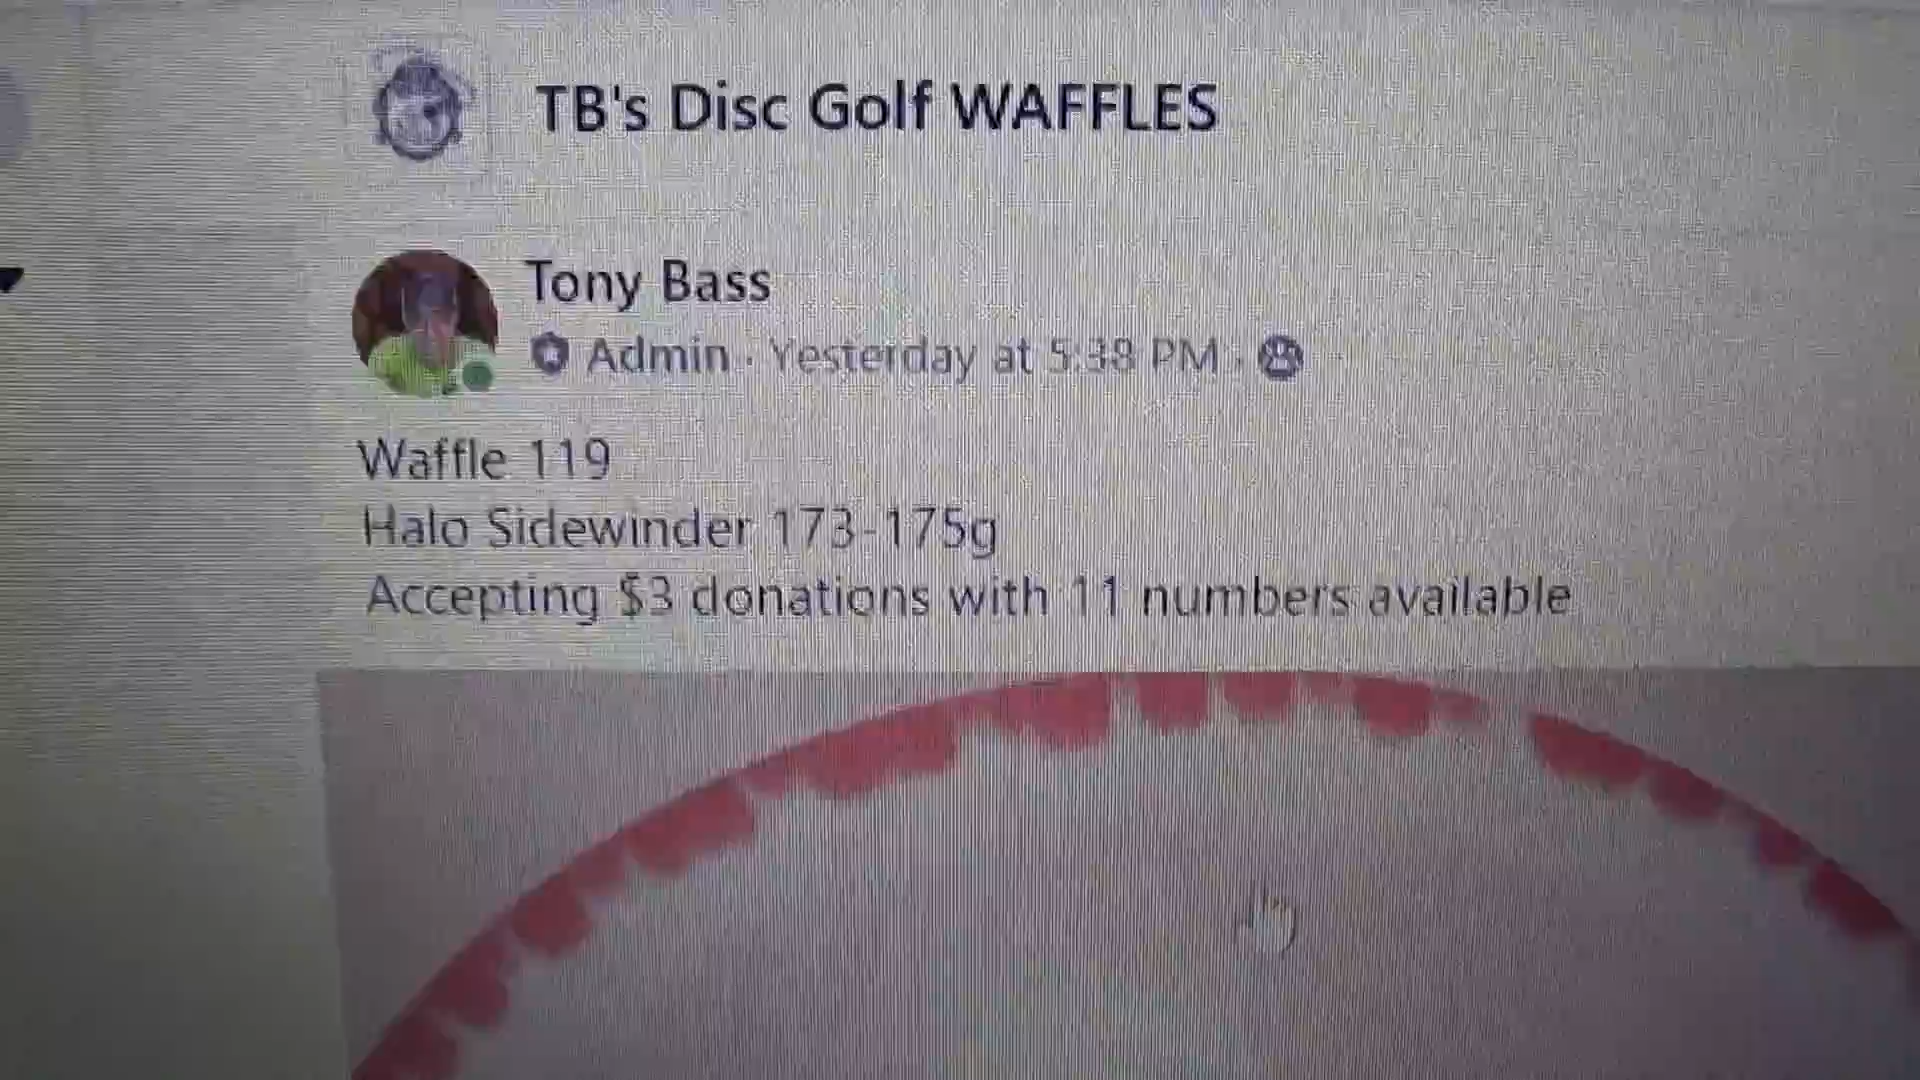 TB's Disc Golf WAFFLES
Tony Bass
Admin · Yesterday at 5:38 PM ·
Waffle 119
Halo Sidewinder 173-175g
Accepting $3 donations with 11 numbers available